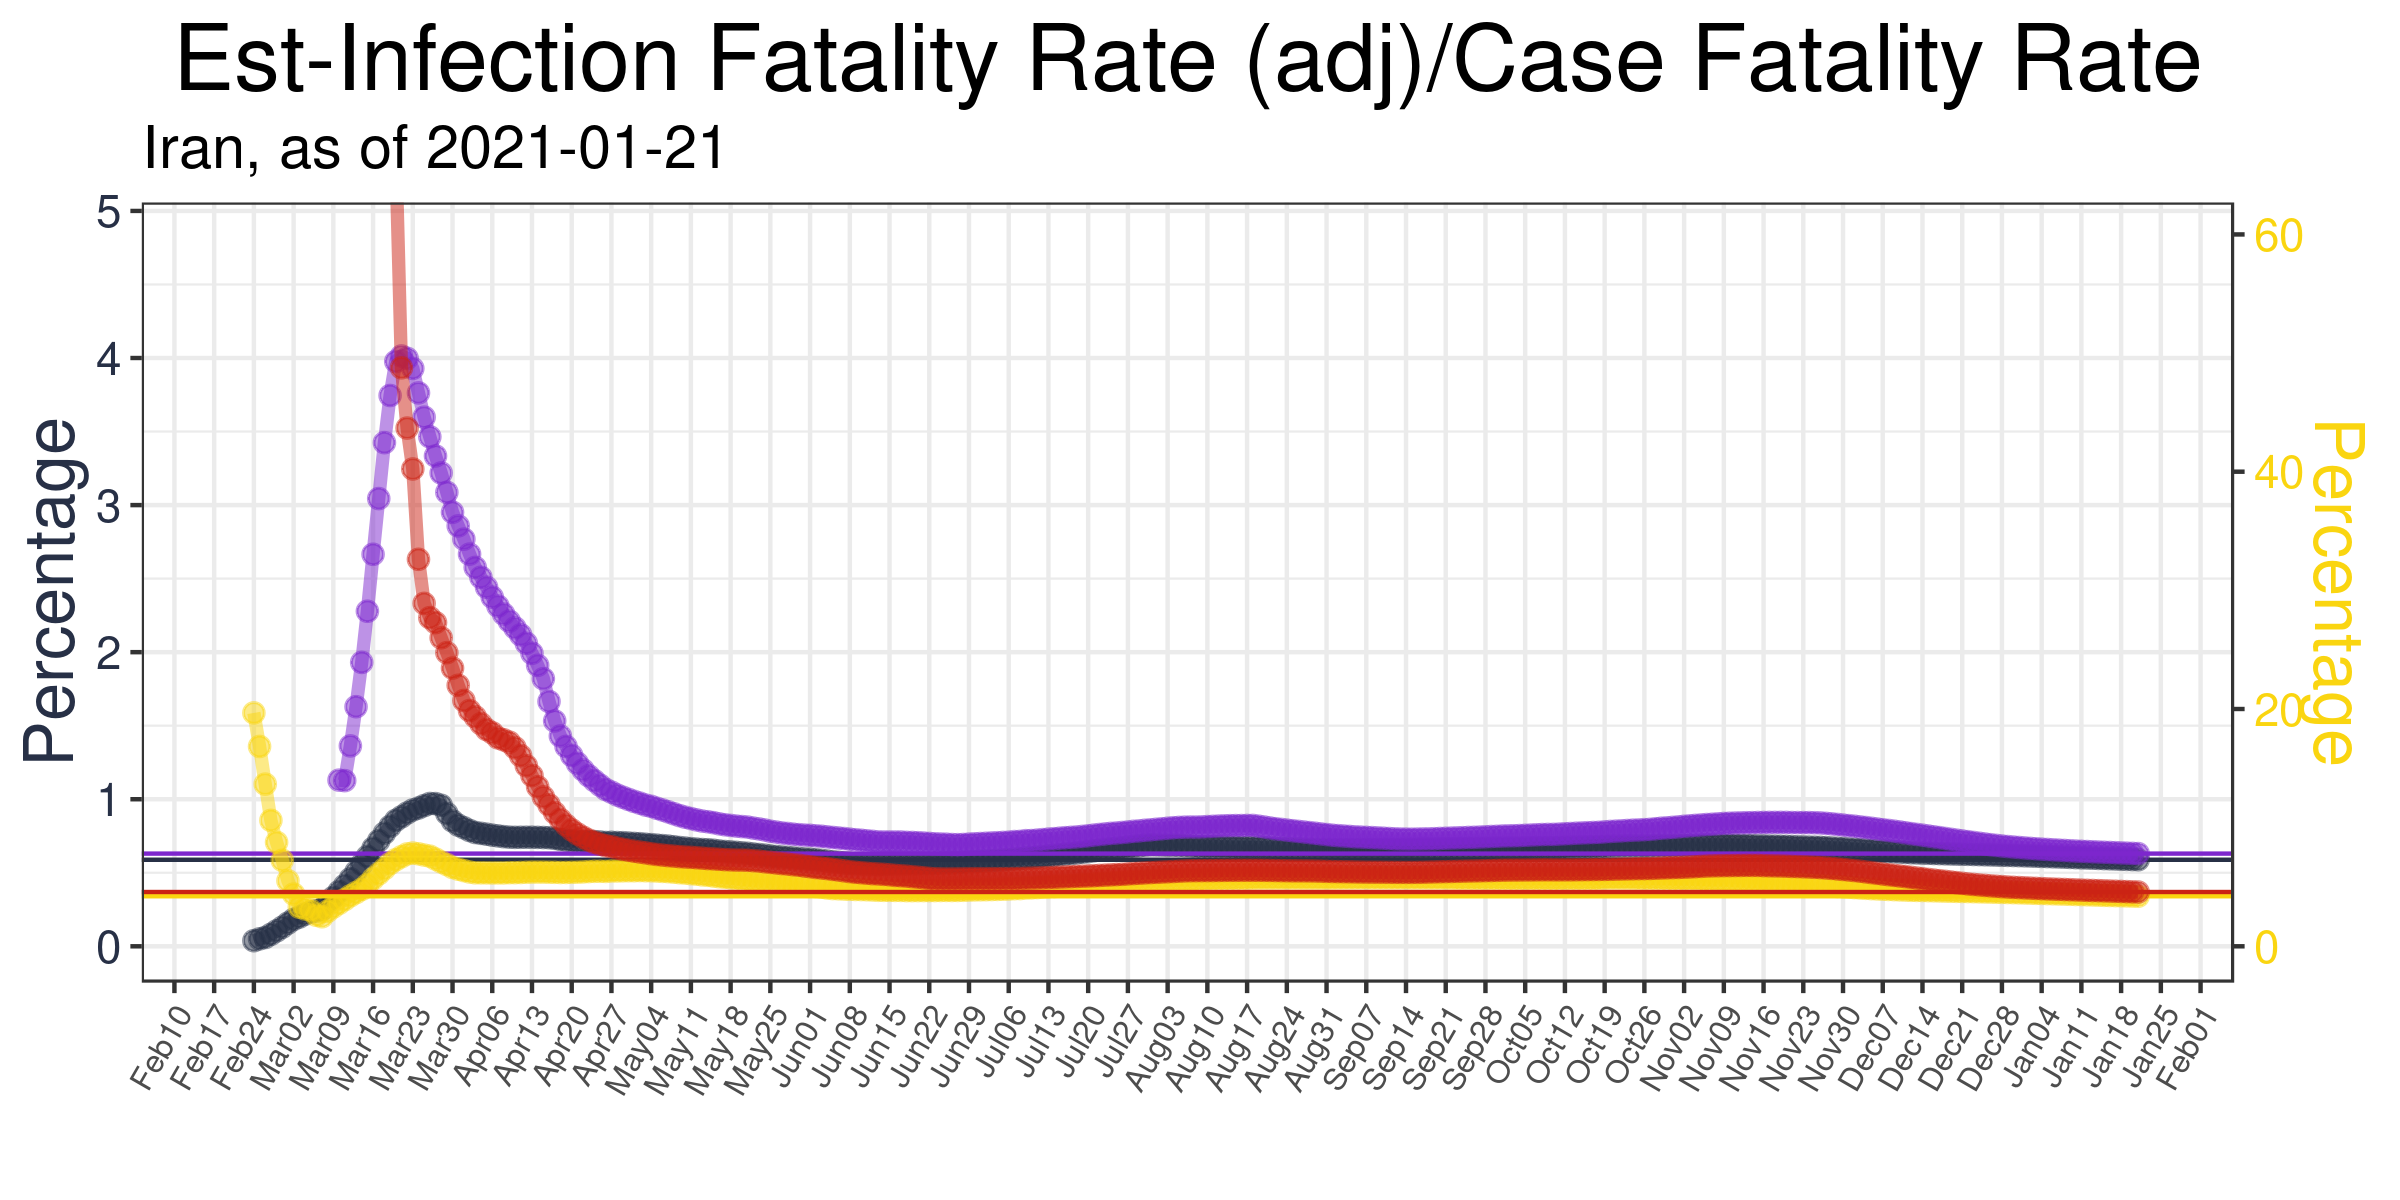 Est-Infection Fatality Rate (adj)/Case Fatality Rate
Iran, as of 2021-01-21
Percentage
5
4
3
2
1
0
60
40
20
0
Percentage
Feb10
Feb17
Feb24
Mar02
Mar09
Mar16
Mar23
Mar30
Apr06
Apr13
Apr20
Apr27
May04
May11
May18
May25
Jun01
Jun08
Jun15
Jun22
Jun29
Jul06
Jul13
Jul20
Jul27
Aug03
Aug10
Aug17
Aug24
Aug31
Sep07
Sep14
Sep21
Sep28
Oct05
Oct12
Oct19
Oct26
Nov02
Nov09
Nov16
Nov23
Nov30
Dec07
Dec14
Dec21
Dec28
Jan04
Jan11
Jan18
Jan25
Feb01